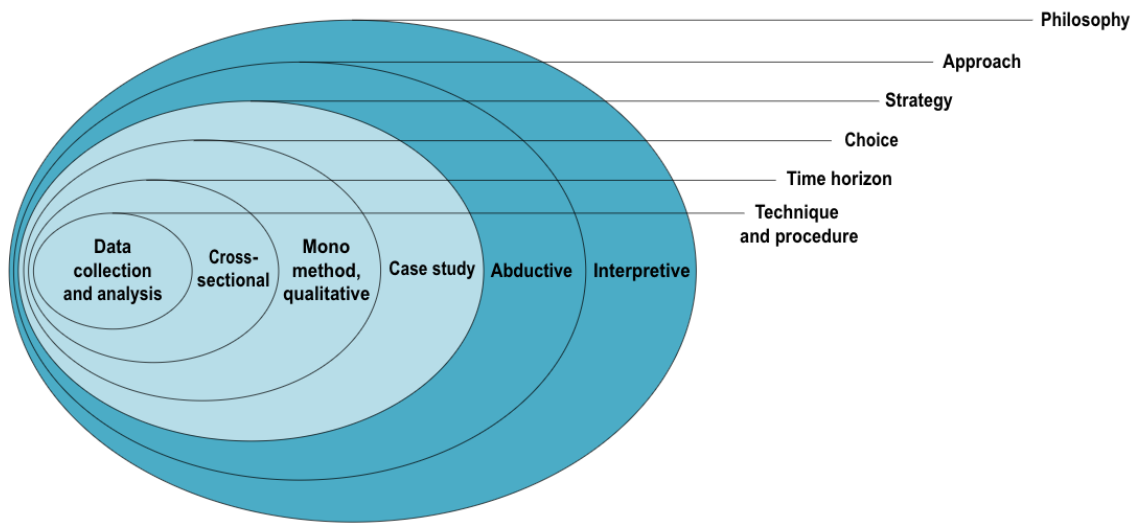 Philosophy
Approach
Strategy
Choice
Time horizon
Technique
and procedure
Data
collection
and analysis
Cross-
sectional
Mono
method,
qualitative
Case study
Abductive
Interpretive